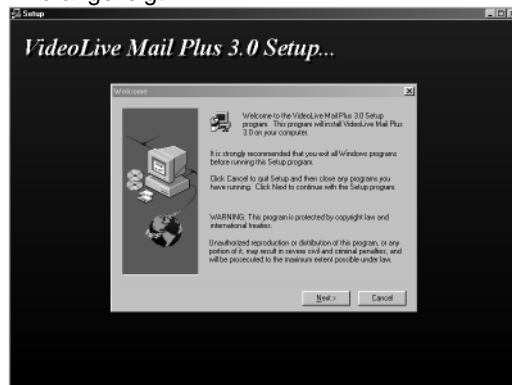 Setup
VideoLive Mail Plus 3.0 Setup...
Welcome
Welcome to the VideoLive Mail Plus 3.0 Setup
program. This program will install VideoLive Mail Plus
3.0 on your computer.
It is strongly recommended that you exit all Windows programs
before running this Setup program.
Click Cancel to quit Setup and then close any programs you
have running. Click Next to continue with the Setup program.
WARNING: This program is protected by copyright law and
international treaties.
Unauthorized reproduction or distribution of this program, or any
portion of it, may result in severe civil and criminal penalties, and
will be prosecuted to the maximum extent possible under law.
Next > Cancel